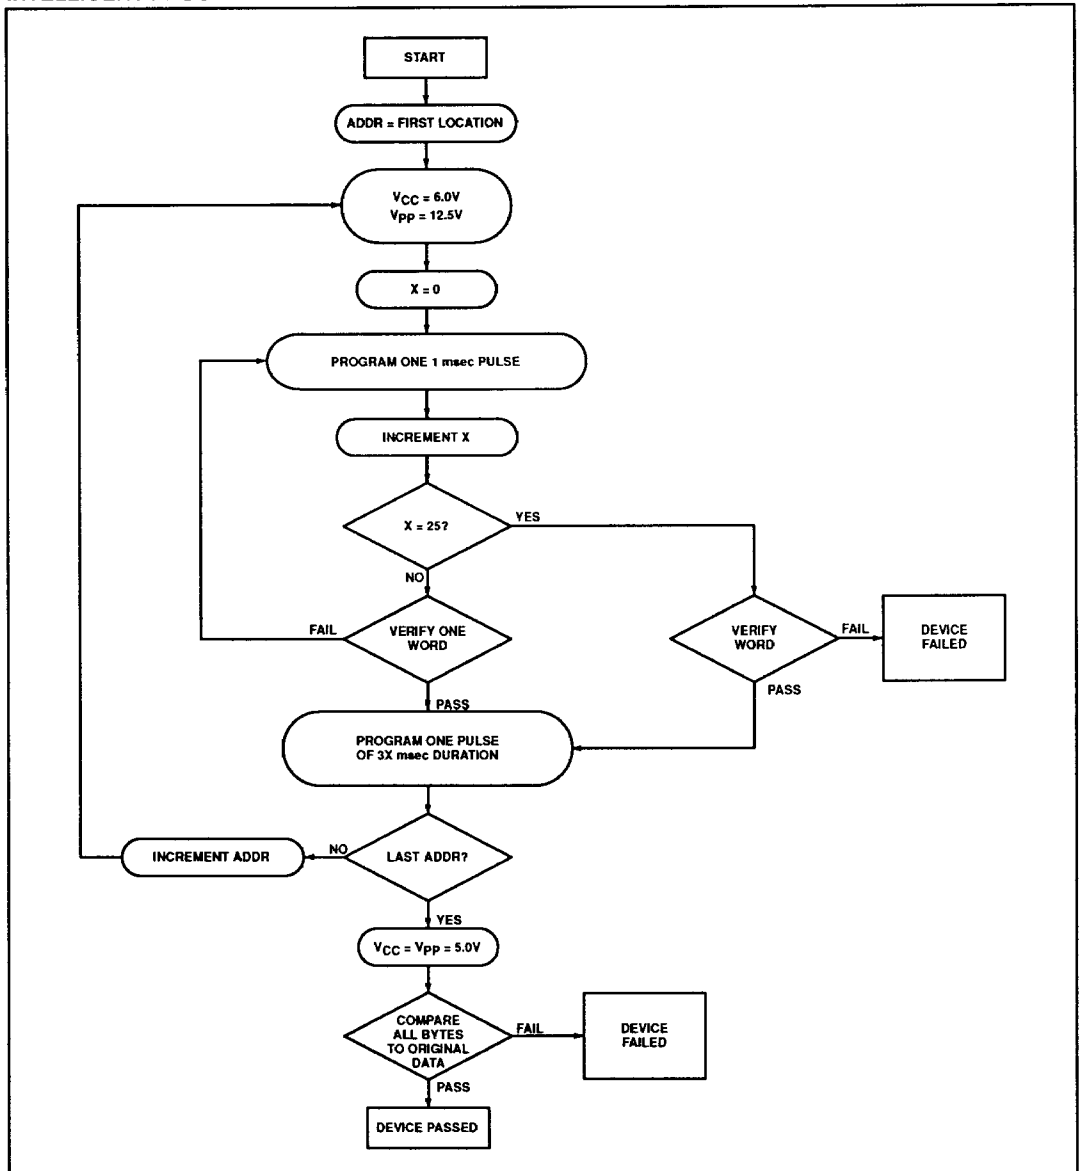 START
ADDR = FIRST LOCATION
VCC = 6.0V
VPP = 12.5V
X = 0
PROGRAM ONE 1 msec PULSE
INCREMENT X
X = 25?
YES
NO
FAIL
VERIFY ONE
WORD
VERIFY
WORD
FAIL
DEVICE
FAILED
PASS
PASS
PROGRAM ONE PULSE
OF 3X msec DURATION
INCREMENT ADDR
NO
LAST ADDR?
YES
VCC = VPP = 5.0V
COMPARE
ALL BYTES
TO ORIGINAL
DATA
FAIL
DEVICE
FAILED
PASS
DEVICE PASSED